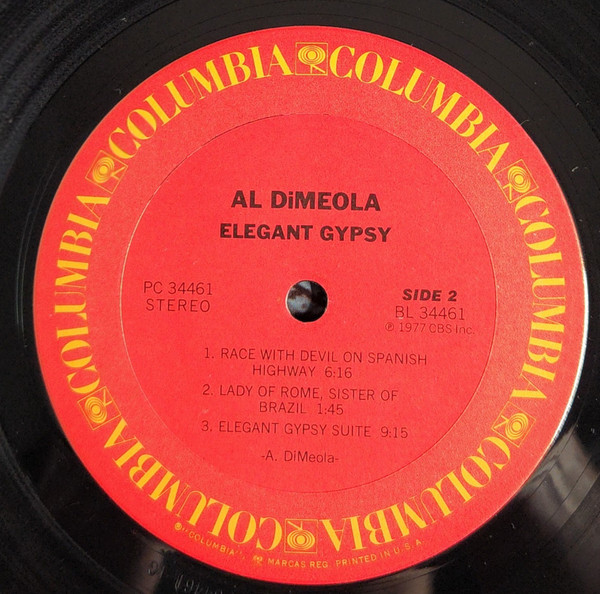 COLUMBIA COLUMBIA COLUMBIA COLUMBIA COLUMBIA COLUMBIA
AL DiMEOLA
ELEGANT GYPSY
PC 34461
STEREO
SIDE 2
BL 34461
℗ 1977 CBS Inc.
1. RACE WITH DEVIL ON SPANISH
HIGHWAY 6:16
2. LADY OF ROME, SISTER OF
BRAZIL 1:45
3. ELEGANT GYPSY SUITE 9:15
-A. DiMeola-
"COLUMBIA", MARCAS REG. PRINTED IN U.S.A.